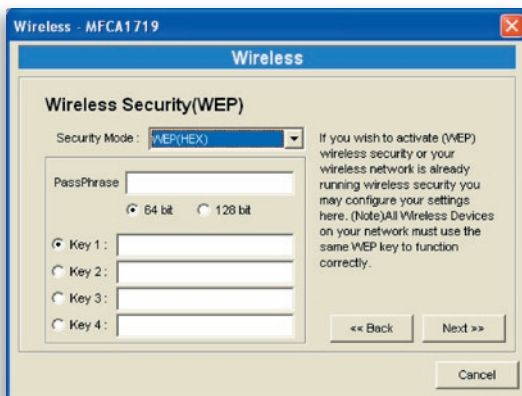 Wireless - MFCA1719
Wireless
Wireless Security(WEP)
Security Mode : WEP(HEX)
PassPhrase
64 bit 128 bit
Key 1 :
Key 2 :
Key 3 :
Key 4 :
If you wish to activate (WEP)
wireless security or your
wireless network is already
running wireless security you
may configure your settings
here. (Note)All Wireless Devices
on your network must use the
same WEP key to function
correctly.
<< Back Next >>
Cancel